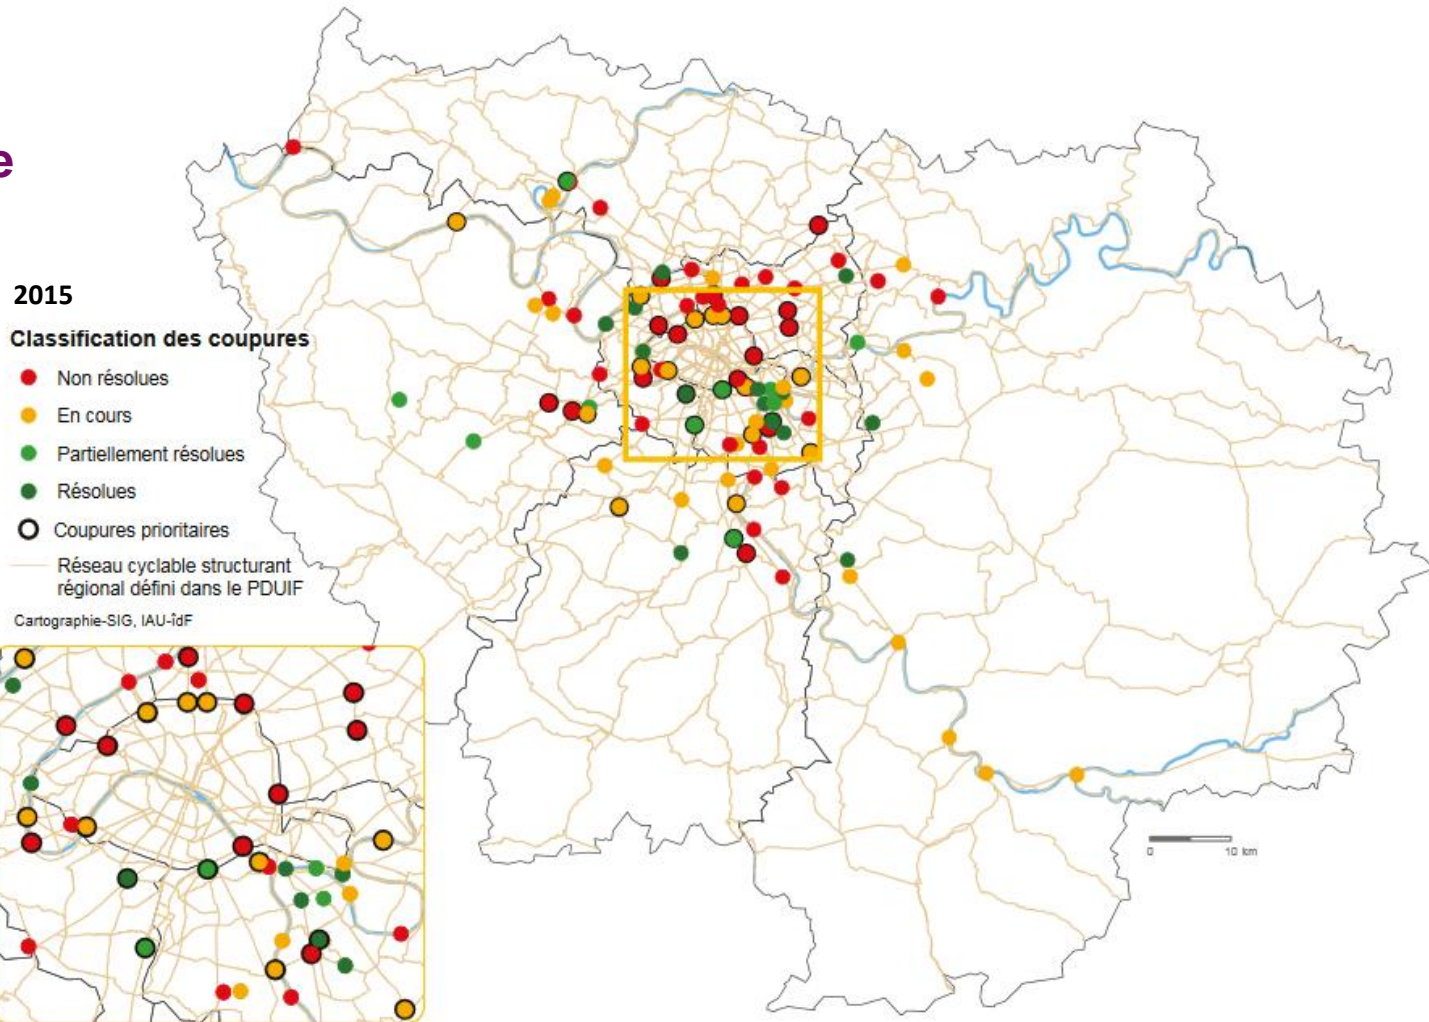 e
2015
Classification des coupures
Non résolues
En cours
Partiellement résolues
Résolues
Coupures prioritaires
Réseau cyclable structurant
régional défini dans le PDUIF
Cartographie-SIG, IAU-îdF
0 10 km